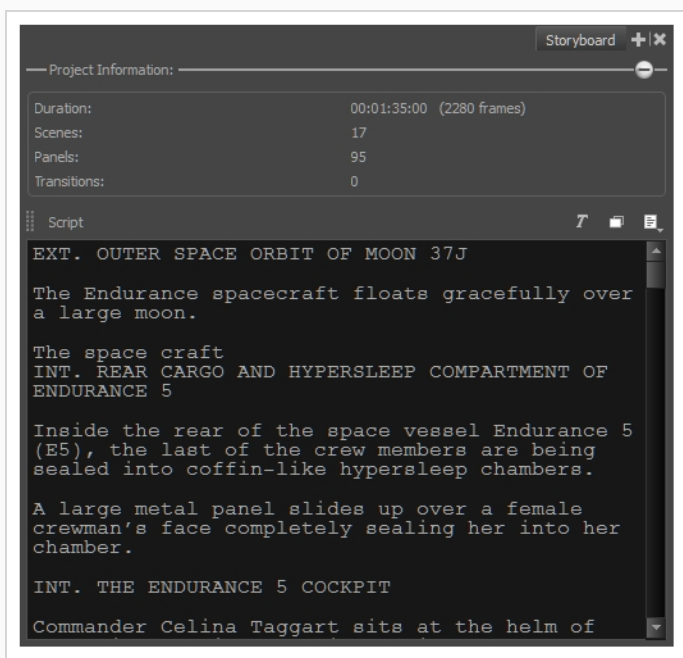 Storyboard
Project Information:
Duration: 00:01:35:00 (2280 frames)
Scenes: 17
Panels: 95
Transitions: 0
Script
EXT. OUTER SPACE ORBIT OF MOON 37J
The Endurance spacecraft floats gracefully over
a large moon.
The space craft
INT. REAR CARGO AND HYPERSLEEP COMPARTMENT OF
ENDURANCE 5
Inside the rear of the space vessel Endurance 5
(E5), the last of the crew members are being
sealed into coffin-like hypersleep chambers.
A large metal panel slides up over a female
crewman's face completely sealing her into her
chamber.
INT. THE ENDURANCE 5 COCKPIT
Commander Celina Taggart sits at the helm of